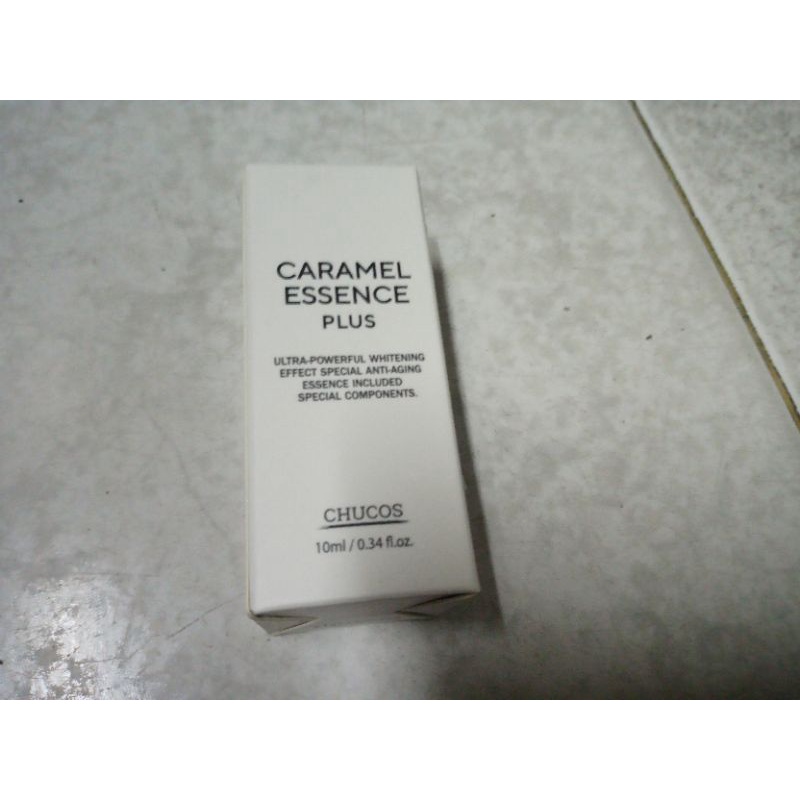 CARAMEL
ESSENCE
PLUS
ULTRA-POWERFUL WHITENING
EFFECT SPECIAL ANTI-AGING
ESSENCE INCLUDED
SPECIAL COMPONENTS.
CHUCOS
10ml / 0.34 fl.oz.